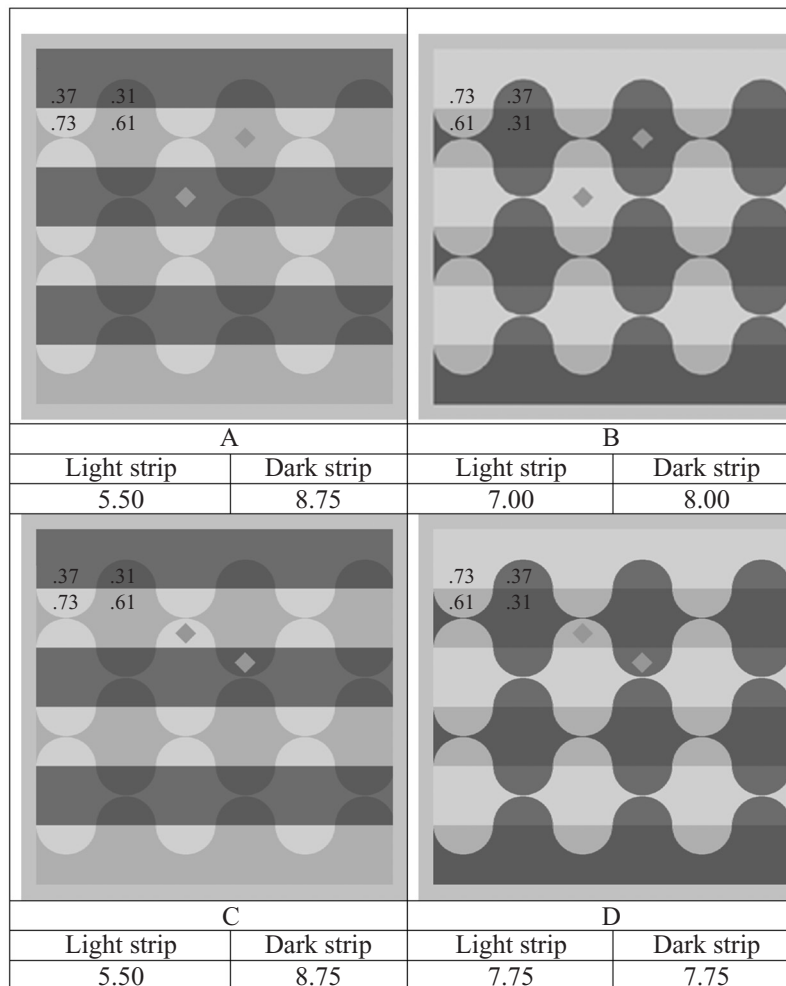 .37 .31
.73 .61
.73 .37
.61 .31
A
B
Light strip Dark strip Light strip Dark strip
5.50 8.75 7.00 8.00
.37 .31
.73 .61
.73 .37
.61 .31
C
D
Light strip Dark strip Light strip Dark strip
5.50 8.75 7.75 7.75